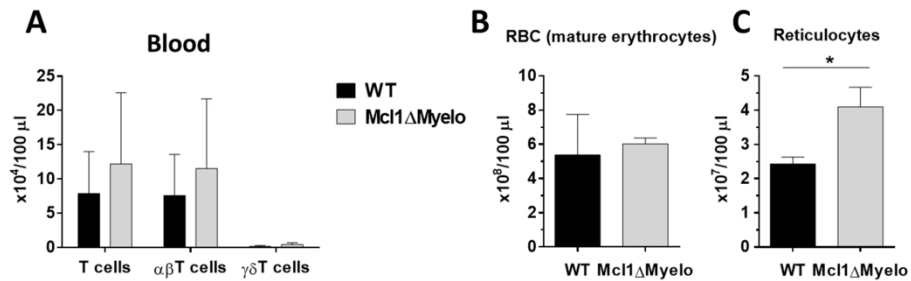 A
Blood
x10⁴/100 µl
25
20
15
10
5
0
T cells αβT cells γδT cells
WT
Mcl1ΔMyelo
B
RBC (mature erythrocytes)
x10⁸/100 µl
8
6
4
2
0
WT Mcl1ΔMyelo
C
Reticulocytes
*
x10⁷/100 µl
5
4
3
2
1
0
WT Mcl1ΔMyelo